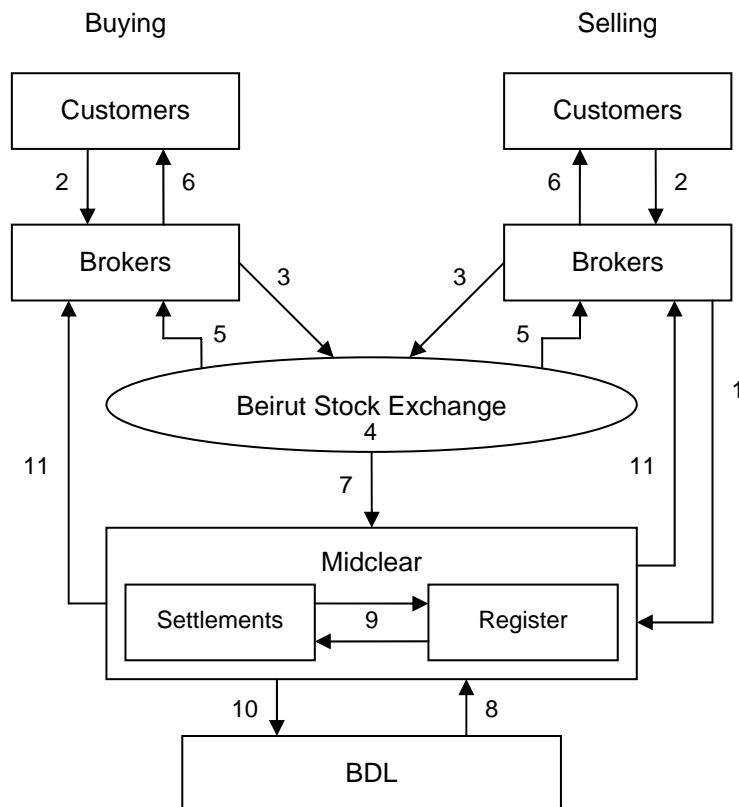 Buying Selling
Customers Customers
2 6 6 2
Brokers Brokers
3 3
5 5
Beirut Stock Exchange
4
1
11 7 11
Midclear
Settlements 9 Register
10 8
BDL